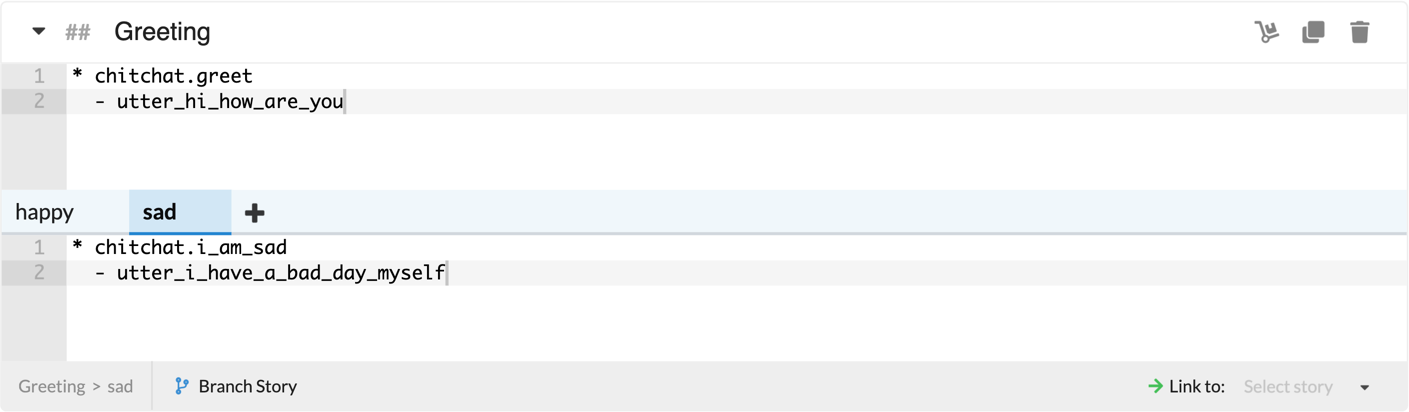 ## Greeting
1 * chitchat.greet
2 - utter_hi_how_are_you
happy sad
1 * chitchat.i_am_sad
2 - utter_i_have_a_bad_day_myself
Greeting > sad Branch Story Link to: Select story